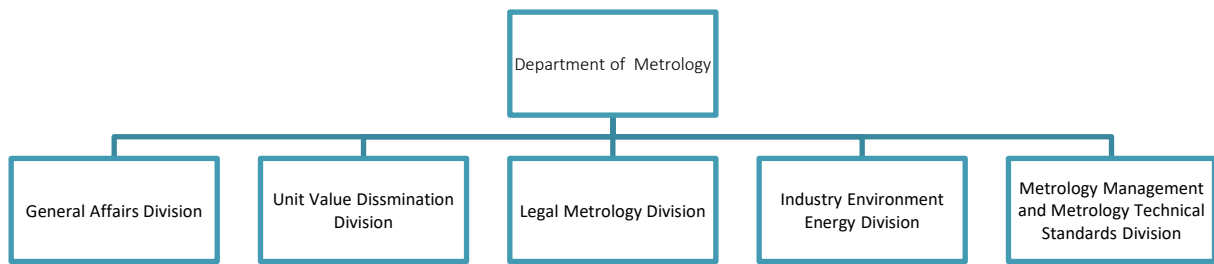 Department of Metrology
General Affairs Division
Unit Value Dissmination
Division
Legal Metrology Division
Industry Environment
Energy Division
Metrology Management
and Metrology Technical
Standards Division